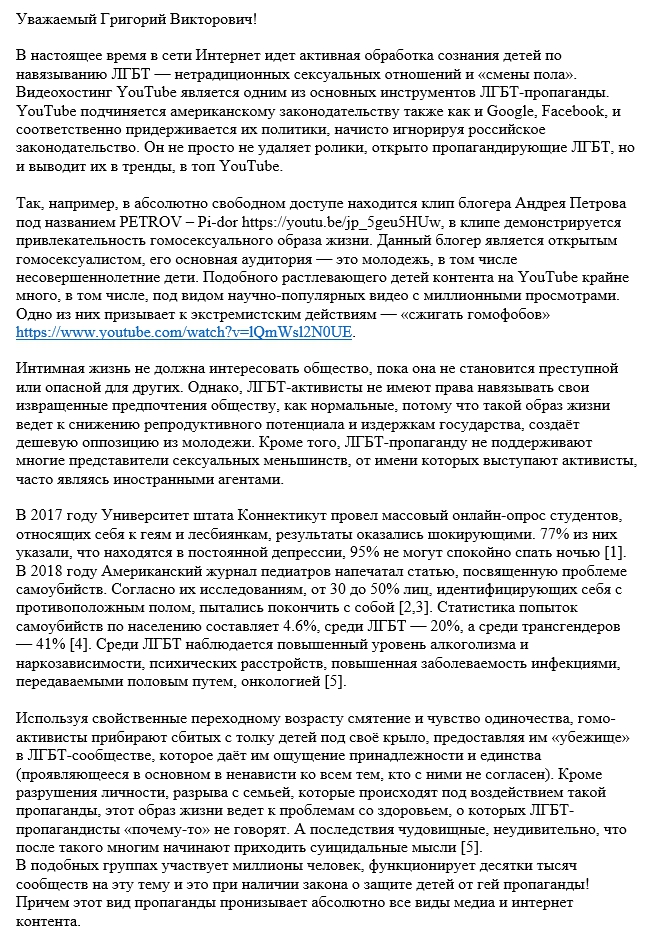 Уважаемый Григорий Викторович!
В настоящее время в сети Интернет идет активная обработка сознания детей по
навязыванию ЛГБТ — нетрадиционных сексуальных отношений и «смены пола».
Видеохостинг YouTube является одним из основных инструментов ЛГБТ-пропаганды.
YouTube подчиняется американскому законодательству также как и Google, Facebook, и
соответственно придерживается их политики, начисто игнорируя российское
законодательство. Он не просто не удаляет ролики, открыто пропагандирующие ЛГБТ, но
и выводит их в тренды, в топ YouTube.
Так, например, в абсолютно свободном доступе находится клип блогера Андрея Петрова
под названием PETROV – Pi-dor https://youtu.be/jp_5geu5HUw, в клипе демонстрируется
привлекательность гомосексуального образа жизни. Данный блогер является открытым
гомосексуалистом, его основная аудитория — это молодежь, в том числе
несовершеннолетние дети. Подобного растлевающего детей контента на YouTube крайне
много, в том числе, под видом научно-популярных видео с миллионными просмотрами.
Одно из них призывает к экстремистским действиям — «сжигать гомофобов»
https://www.youtube.com/watch?v=lQmWsl2N0UE.
Интимная жизнь не должна интересовать общество, пока она не становится преступной
или опасной для других. Однако, ЛГБТ-активисты не имеют права навязывать свои
извращенные предпочтения обществу, как нормальные, потому что такой образ жизни
ведет к снижению репродуктивного потенциала и издержкам государства, создаёт
дешевую оппозицию из молодежи. Кроме того, ЛГБТ-пропаганду не поддерживают
многие представители сексуальных меньшинств, от имени которых выступают активисты,
часто являясь иностранными агентами.
В 2017 году Университет штата Коннектикут провел массовый онлайн-опрос студентов,
относящих себя к геям и лесбиянкам, результаты оказались шокирующими. 77% из них
указали, что находятся в постоянной депрессии, 95% не могут спокойно спать ночью [1].
В 2018 году Американский журнал педиатров напечатал статью, посвященную проблеме
самоубийств. Согласно их исследованиям, от 30 до 50% лиц, идентифицирующих себя с
противоположным полом, пытались покончить с собой [2,3]. Статистика попыток
самоубийств по населению составляет 4.6%, среди ЛГБТ — 20%, а среди трансгендеров
— 41% [4]. Среди ЛГБТ наблюдается повышенный уровень алкоголизма и
наркозависимости, психических расстройств, повышенная заболеваемость инфекциями,
передаваемыми половым путем, онкологией [5].
Используя свойственные переходному возрасту смятение и чувство одиночества, гомо-
активисты прибирают сбитых с толку детей под своё крыло, предоставляя им «убежище»
в ЛГБТ-сообществе, которое даёт им ощущение принадлежности и единства
(проявляющееся в основном в ненависти ко всем тем, кто с ними не согласен). Кроме
разрушения личности, разрыва с семьей, которые происходят под воздействием такой
пропаганды, этот образ жизни ведет к проблемам со здоровьем, о которых ЛГБТ-
пропагандисты «почему-то» не говорят. А последствия чудовищные, неудивительно, что
после такого многим начинают приходить суицидальные мысли [5].
В подобных группах участвует миллионы человек, функционирует десятки тысяч
сообществ на эту тему и это при наличии закона о защите детей от гей пропаганды!
Причем этот вид пропаганды пронизывает абсолютно все виды медиа и интернет
контента.